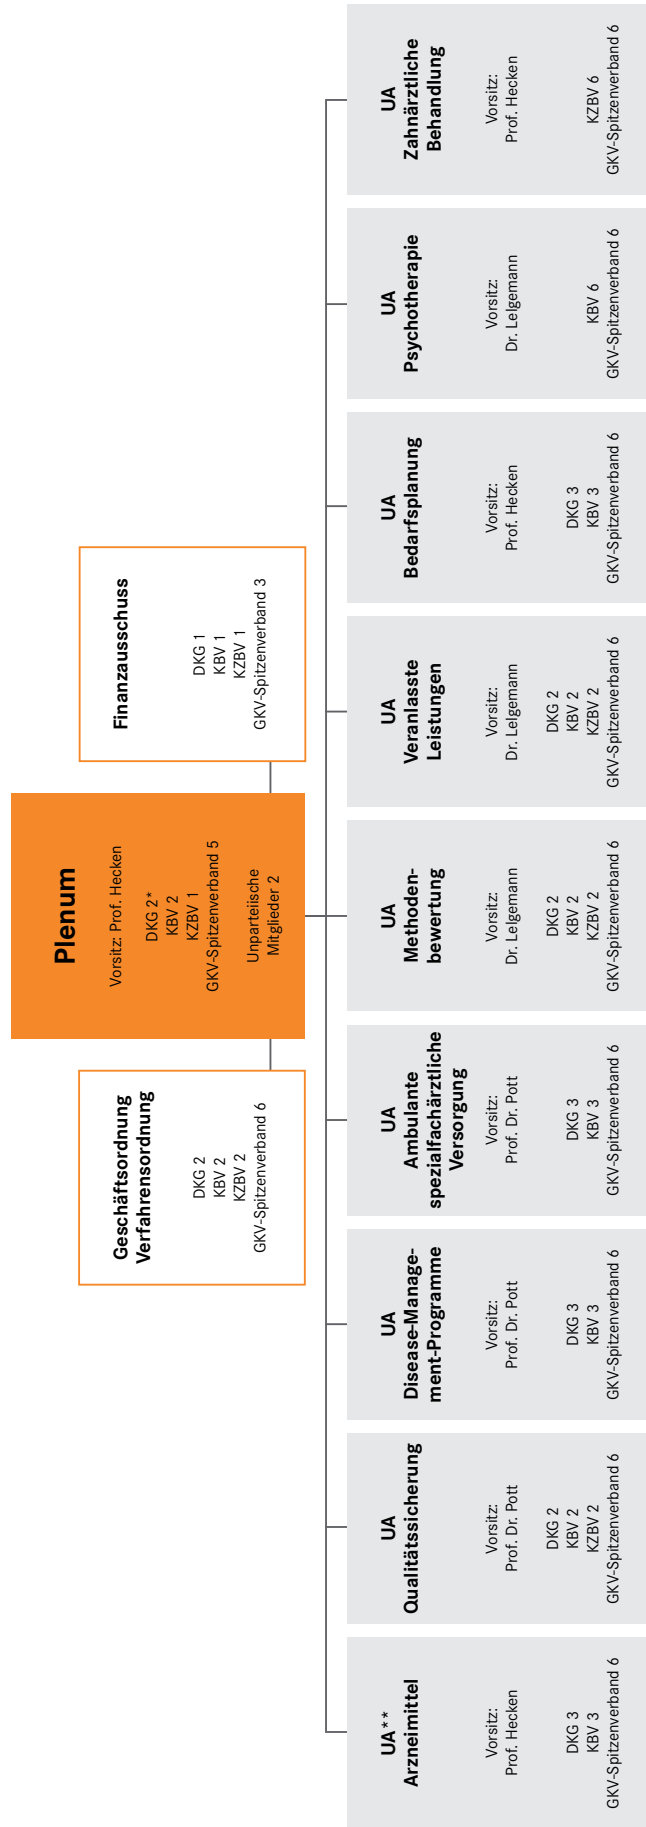 Plenum
Vorsitz: Prof. Hecken
DKG 2*
KBV 2
KZBV 1
GKV-Spitzenverband 5
Unparteiische
Mitglieder 2
Geschäftsordnung
Verfahrensordnung
DKG 2
KBV 2
KZBV 2
GKV-Spitzenverband 6
Finanzausschuss
DKG 1
KBV 1
KZBV 1
GKV-Spitzenverband 3
UA**
Arzneimittel
Vorsitz:
Prof. Hecken
DKG 3
KBV 3
GKV-Spitzenverband 6
UA
Qualitätssicherung
Vorsitz:
Prof. Dr. Pott
DKG 2
KBV 2
KZBV 2
GKV-Spitzenverband 6
UA
Disease-Manage-
ment-Programme
Vorsitz:
Prof. Dr. Pott
DKG 3
KBV 3
GKV-Spitzenverband 6
UA
Ambulante
spezialfachärztliche
Versorgung
Vorsitz:
Prof. Dr. Pott
DKG 3
KBV 3
GKV-Spitzenverband 6
UA
Methoden-
bewertung
Vorsitz:
Dr. Lelgemann
DKG 2
KBV 2
KZBV 2
GKV-Spitzenverband 6
UA
Veranlasste
Leistungen
Vorsitz:
Dr. Lelgemann
DKG 2
KBV 2
KZBV 2
GKV-Spitzenverband 6
UA
Bedarfsplanung
Vorsitz:
Prof. Hecken
DKG 3
KBV 3
GKV-Spitzenverband 6
UA
Psychotherapie
Vorsitz:
Dr. Lelgemann
KBV 6
GKV-Spitzenverband 6
UA
Zahnärztliche
Behandlung
Vorsitz:
Prof. Hecken
KZBV 6
GKV-Spitzenverband 6